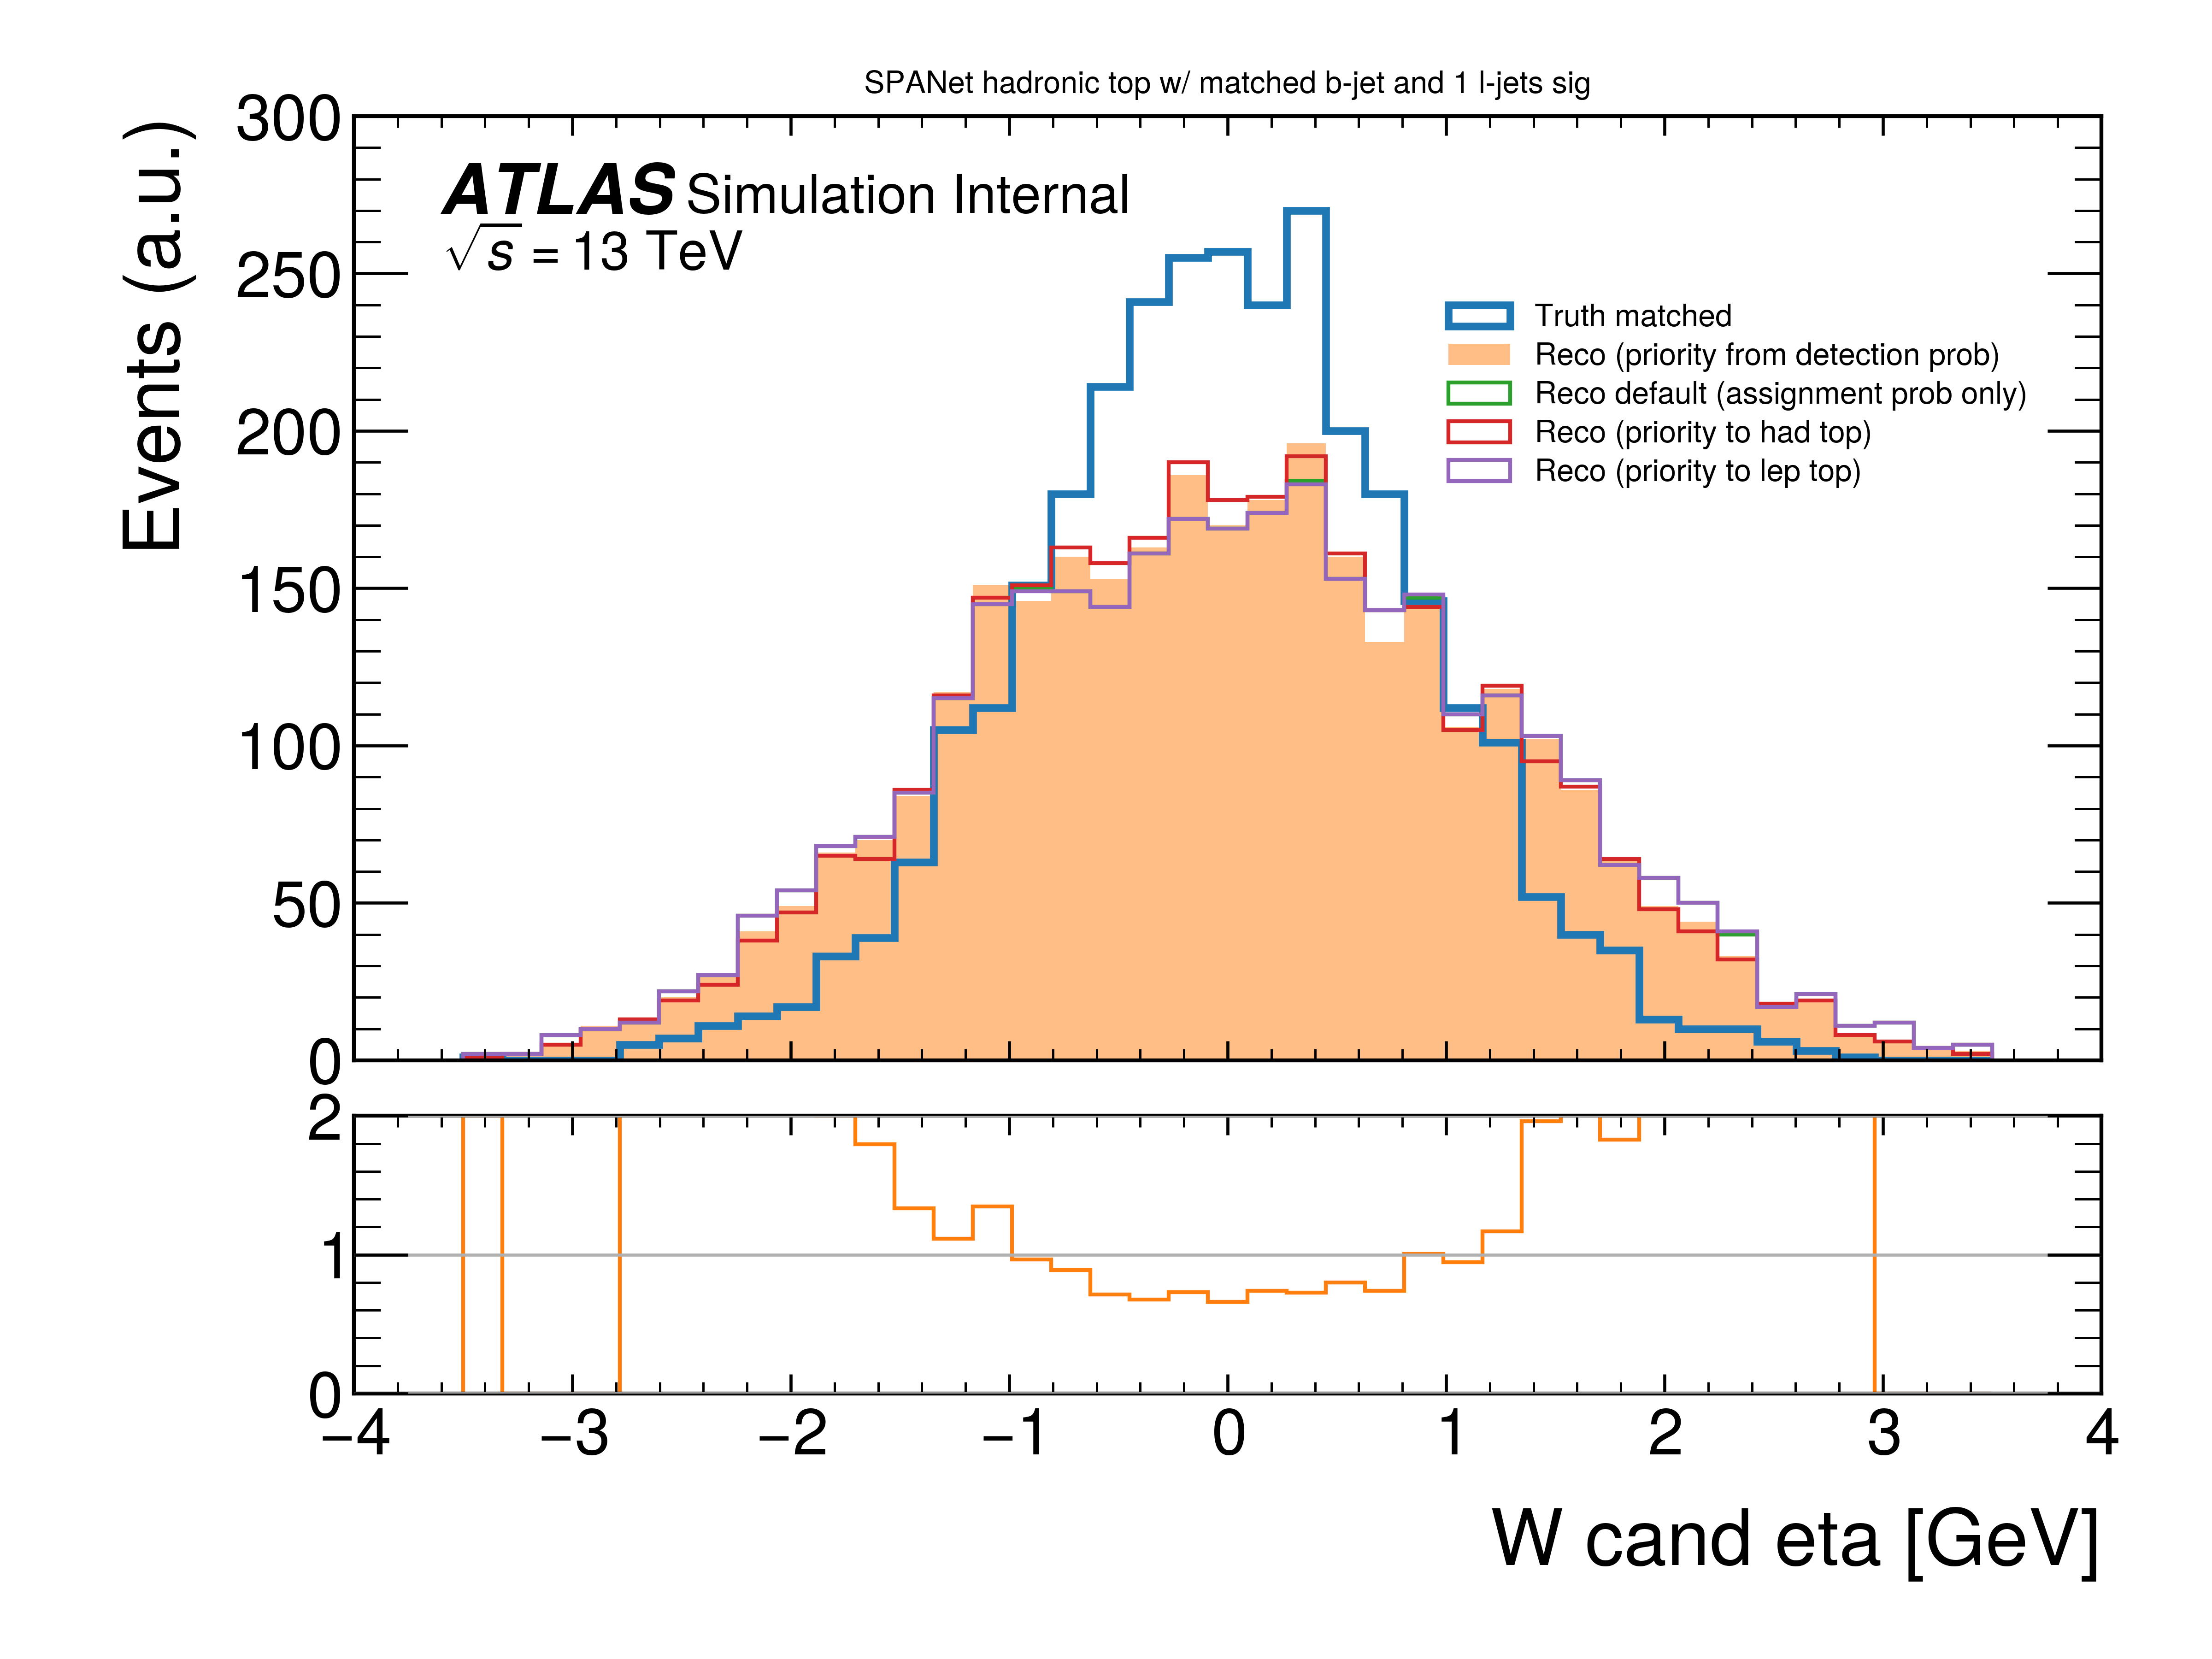 SPANet hadronic top w/ matched b-jet and 1 l-jets sig
Events (a.u.)
300
250
200
150
100
50
0
ATLAS Simulation Internal
√s = 13 TeV
Truth matched
Reco (priority from detection prob)
Reco default (assignment prob only)
Reco (priority to had top)
Reco (priority to lep top)
2
1
0
−4 −3 −2 −1 0 1 2 3 4
W cand eta [GeV]